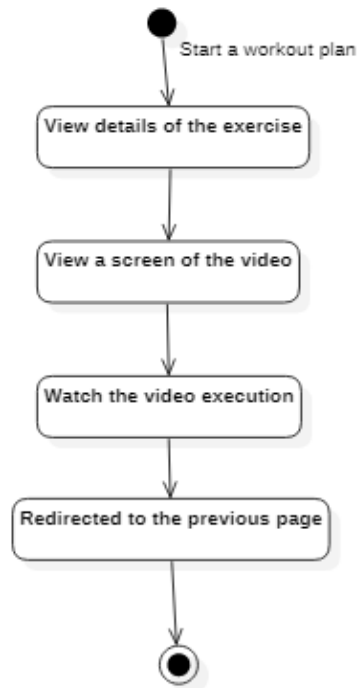 Start a workout plan
View details of the exercise
View a screen of the video
Watch the video execution
Redirected to the previous page